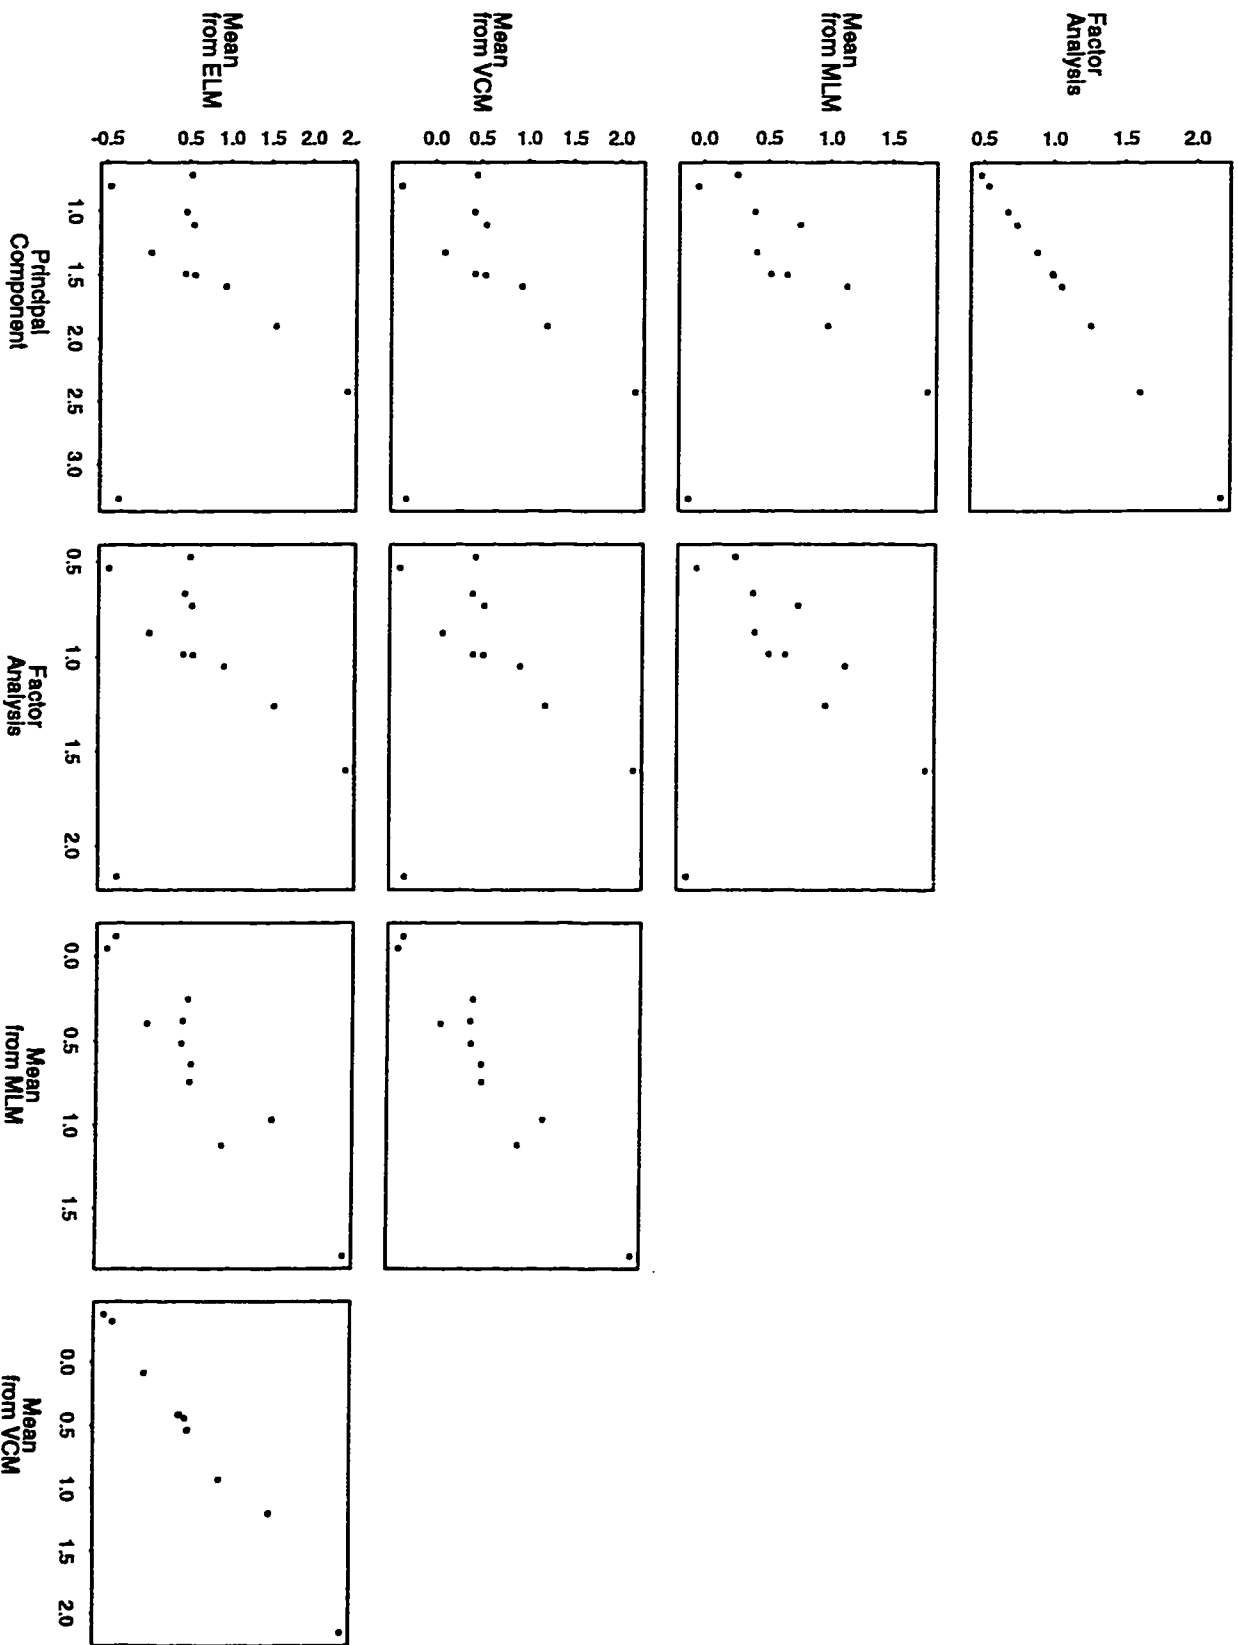 Factor
Analysis
0.5 1.0 1.5 2.0
Mean
from MLM
0.0 0.5 1.0 1.5
Mean
from VCM
0.0 0.5 1.0 1.5 2.0
Mean
from ELM
-0.5 0.5 1.0 1.5 2.0 2.
1.0 1.5 2.0 2.5 3.0
Principal
Component
0.5 1.0 1.5 2.0
Factor
Analysis
0.0 0.5 1.0 1.5
Mean
from MLM
0.0 0.5 1.0 1.5 2.0
Mean
from VCM